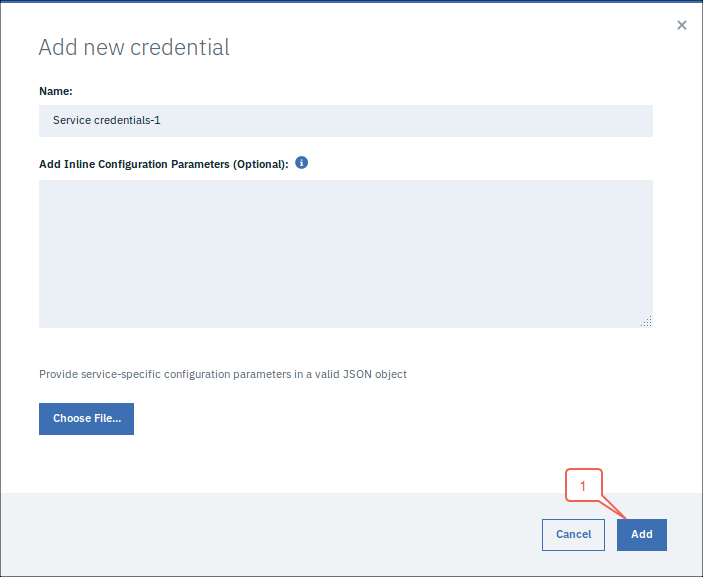 Add new credential
Name:
Service credentials-1
Add Inline Configuration Parameters (Optional):
Provide service-specific configuration parameters in a valid JSON object
Choose File...
1
Cancel
Add